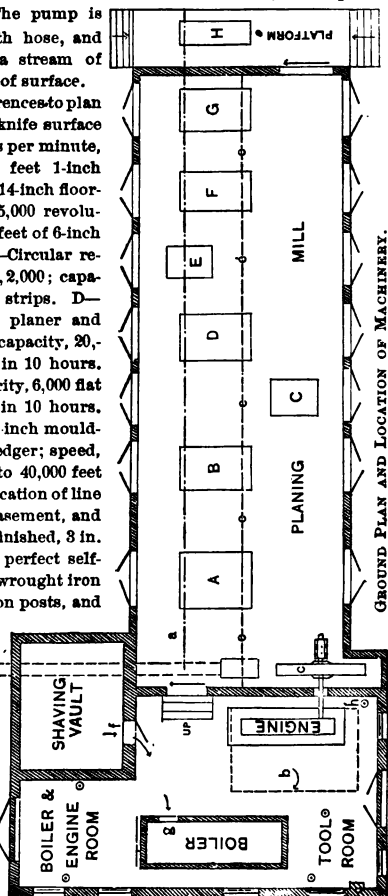 The pump is
th hose, and
a stream of
of surface.
rences to plan
knife surface
s per minute,
feet 1-inch
14-inch floor-
5,000 revolu-
feet of 6-inch
—Circular re-
, 2,000; capa-
strips. D—
planer and
capacity, 20,-
in 10 hours.
rity, 6,000 flat
in 10 hours.
-inch mould-
edger; speed,
to 40,000 feet
cation of line
asement, and
inished, 3 in.
perfect self-
wrought iron
on posts, and
H
PLATFORM
G
F
E
D
C
B
A
MILL
PLANING
a
c
d
e
UP
SHAVING
VAULT
f
ENGINE
b
h
g
BOILER
BOILER &
ENGINE
ROOM
TOOL
ROOM
GROUND PLAN AND LOCATION OF MACHINERY.